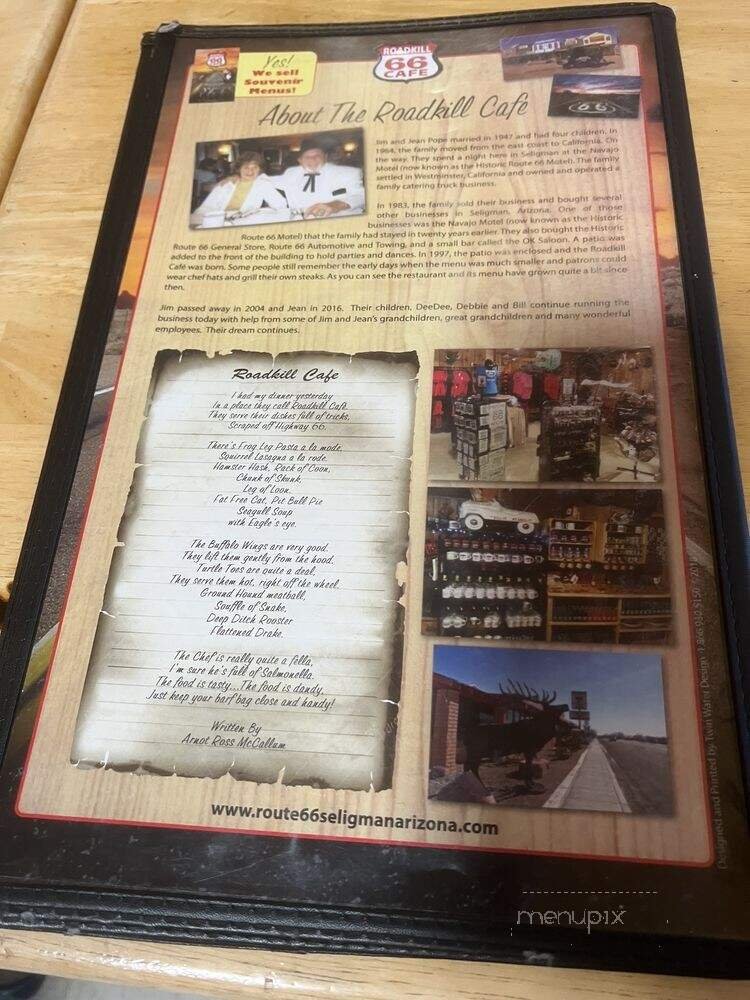 Yes!
We sell
Souvenir
Menus!
ROADKILL
66
CAFE
66
About The Roadkill Cafe
Jim and Jean Pope married in 1947 and had four children. In
1964, the family moved from the east coast to California. On
the way. They spent a night here in Seligman at the Navajo
Motel (now known as the Historic Route 66 Motel). The family
settled in Westminster, California and owned and operated a
family catering truck business.
In 1983, the family sold their business and bought several
other businesses in Seligman, Arizona. One of those
businesses was the Navajo Motel (now known as the Historic
Route 66 Motel) that the family had stayed in twenty years earlier. They also bought the Historic
Route 66 General Store, Route 66 Automotive and Towing, and a small bar called the OK Saloon. A patio was
added to the front of the building to hold parties and dances. In 1997, the patio was enclosed and the Roadkill
Café was born. Some people still remember the early days when the menu was much smaller and patrons could
wear chef hats and grill their own steaks. As you can see the restaurant and its menu have grown quite a bit since
then.
Jim passed away in 2004 and Jean in 2016. Their children, DeeDee, Debbie and Bill continue running the
business today with help from some of Jim and Jean's grandchildren, great grandchildren and many wonderful
employees. Their dream continues.
Roadkill Cafe
I had my dinner yesterday
In a place they call Roadkill Café.
They serve their dishes full of tricks,
Scraped off Highway 66.
There's Frog Leg Pasta a la mode,
Squirrel Lasagna a la rode.
Hamster Hash, Rack of Coon,
Chunk of Skunk,
Leg of Loon.
Fat Free Cat, Pit Bull Pie
Seagull Soup
with Eagle's eye.
The Buffalo Wings are very good.
They lift them gently from the hood.
Turtle Toes are quite a deal,
They serve them hot, right off the wheel.
Ground Hound meatball,
Souffle of Snake,
Deep Ditch Rooster
Flattened Drake.
The Chef is really quite a fella,
I'm sure he's full of Salmonella.
The food is tasty...The food is dandy,
Just keep your barf bag close and handy!
Written By
Arnot Ross McCallum
www.route66seligmanarizona.com
Designed and Printed by Twin Water Design
menupix